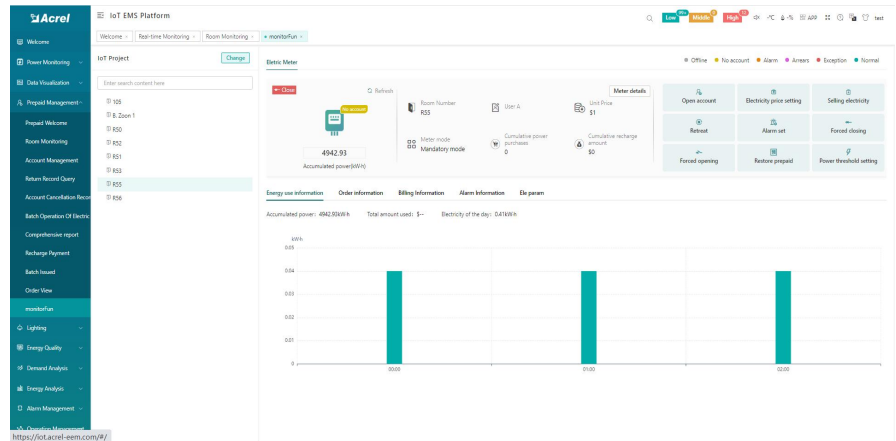 Acrel
IoT EMS Platform
Low 99+ Middle High
APP
test
Welcome
Welcome × Real-time Monitoring × Room Monitoring × monitorFun ×
Power Monitoring
Data Visualization
Prepaid Management
Prepaid Welcome
Room Monitoring
Account Management
Return Record Query
Account Cancellation Recor
Batch Operation Of Electric
Comprehensive report
Recharge Payment
Batch Issued
Order View
monitorFun
Lighting
Energy Quality
Demand Analysis
Energy Analysis
Alarm Management
Operation Management
https://iot.acrel-eem.com/#/
IoT Project
Change
Enter search content here
105
B. Zoon 1
R50
R52
R51
R53
R55
R56
Eletric Meter
Offline No account Alarm Arrears Exception Normal
Close
Refresh
No account
4942.93
Accumulated power(kW·h)
Meter details
Room Number
R55
User A
Unit Price
$1
Meter mode
Mandatory mode
Cumulative power purchases
0
Cumulative recharge amount
$0
Open account
Electricity price setting
Selling electricity
Retreat
Alarm set
Forced closing
Forced opening
Restore prepaid
Power threshold setting
Energy use information Order information Billing Information Alarm Information Ele param
Accumulated power: 4942.93kW·h Total amount used: $-- Electricity of the day: 0.41kW·h
kW·h
0.05
0.04
0.03
0.02
0.01
0
00:00 01:00 02:00